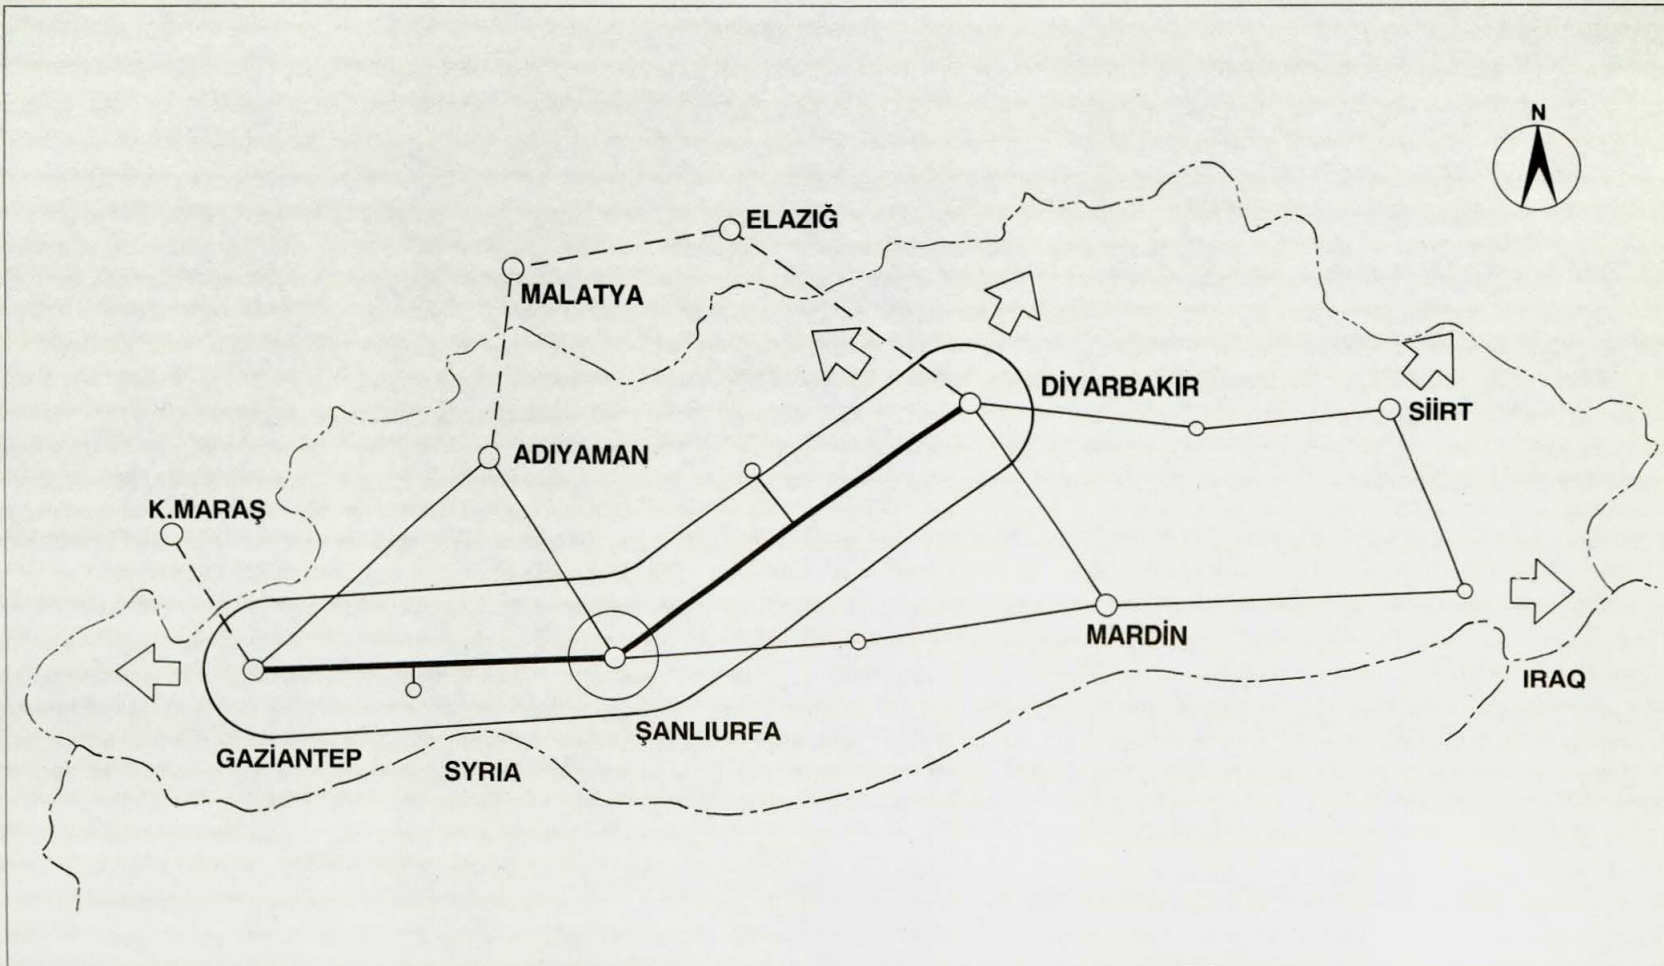 N
ELAZIĞ
MALATYA
DİYARBAKIR
SİİRT
ADIYAMAN
K.MARAŞ
MARDİN
IRAQ
ŞANLIURFA
GAZİANTEP
SYRIA